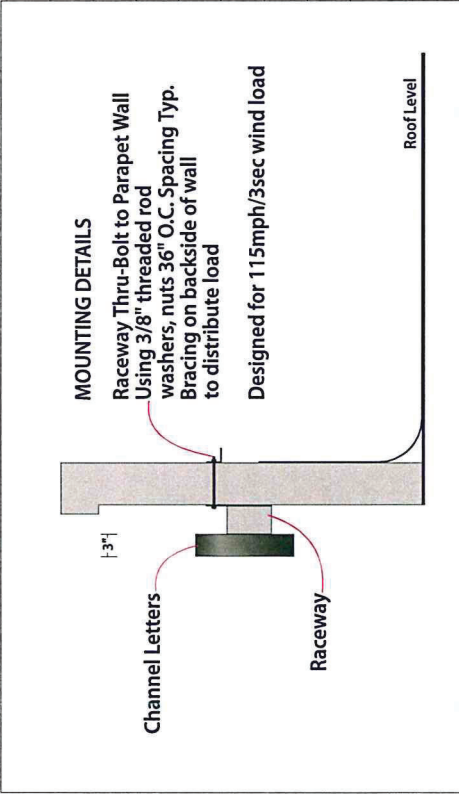 MOUNTING DETAILS
Raceway Thru-Bolt to Parapet Wall
Using 3/8" threaded rod
washers, nuts 36" O.C. Spacing Typ.
Bracing on backside of wall
to distribute load
Designed for 115mph/3sec wind load
3"
Channel Letters
Raceway
Roof Level